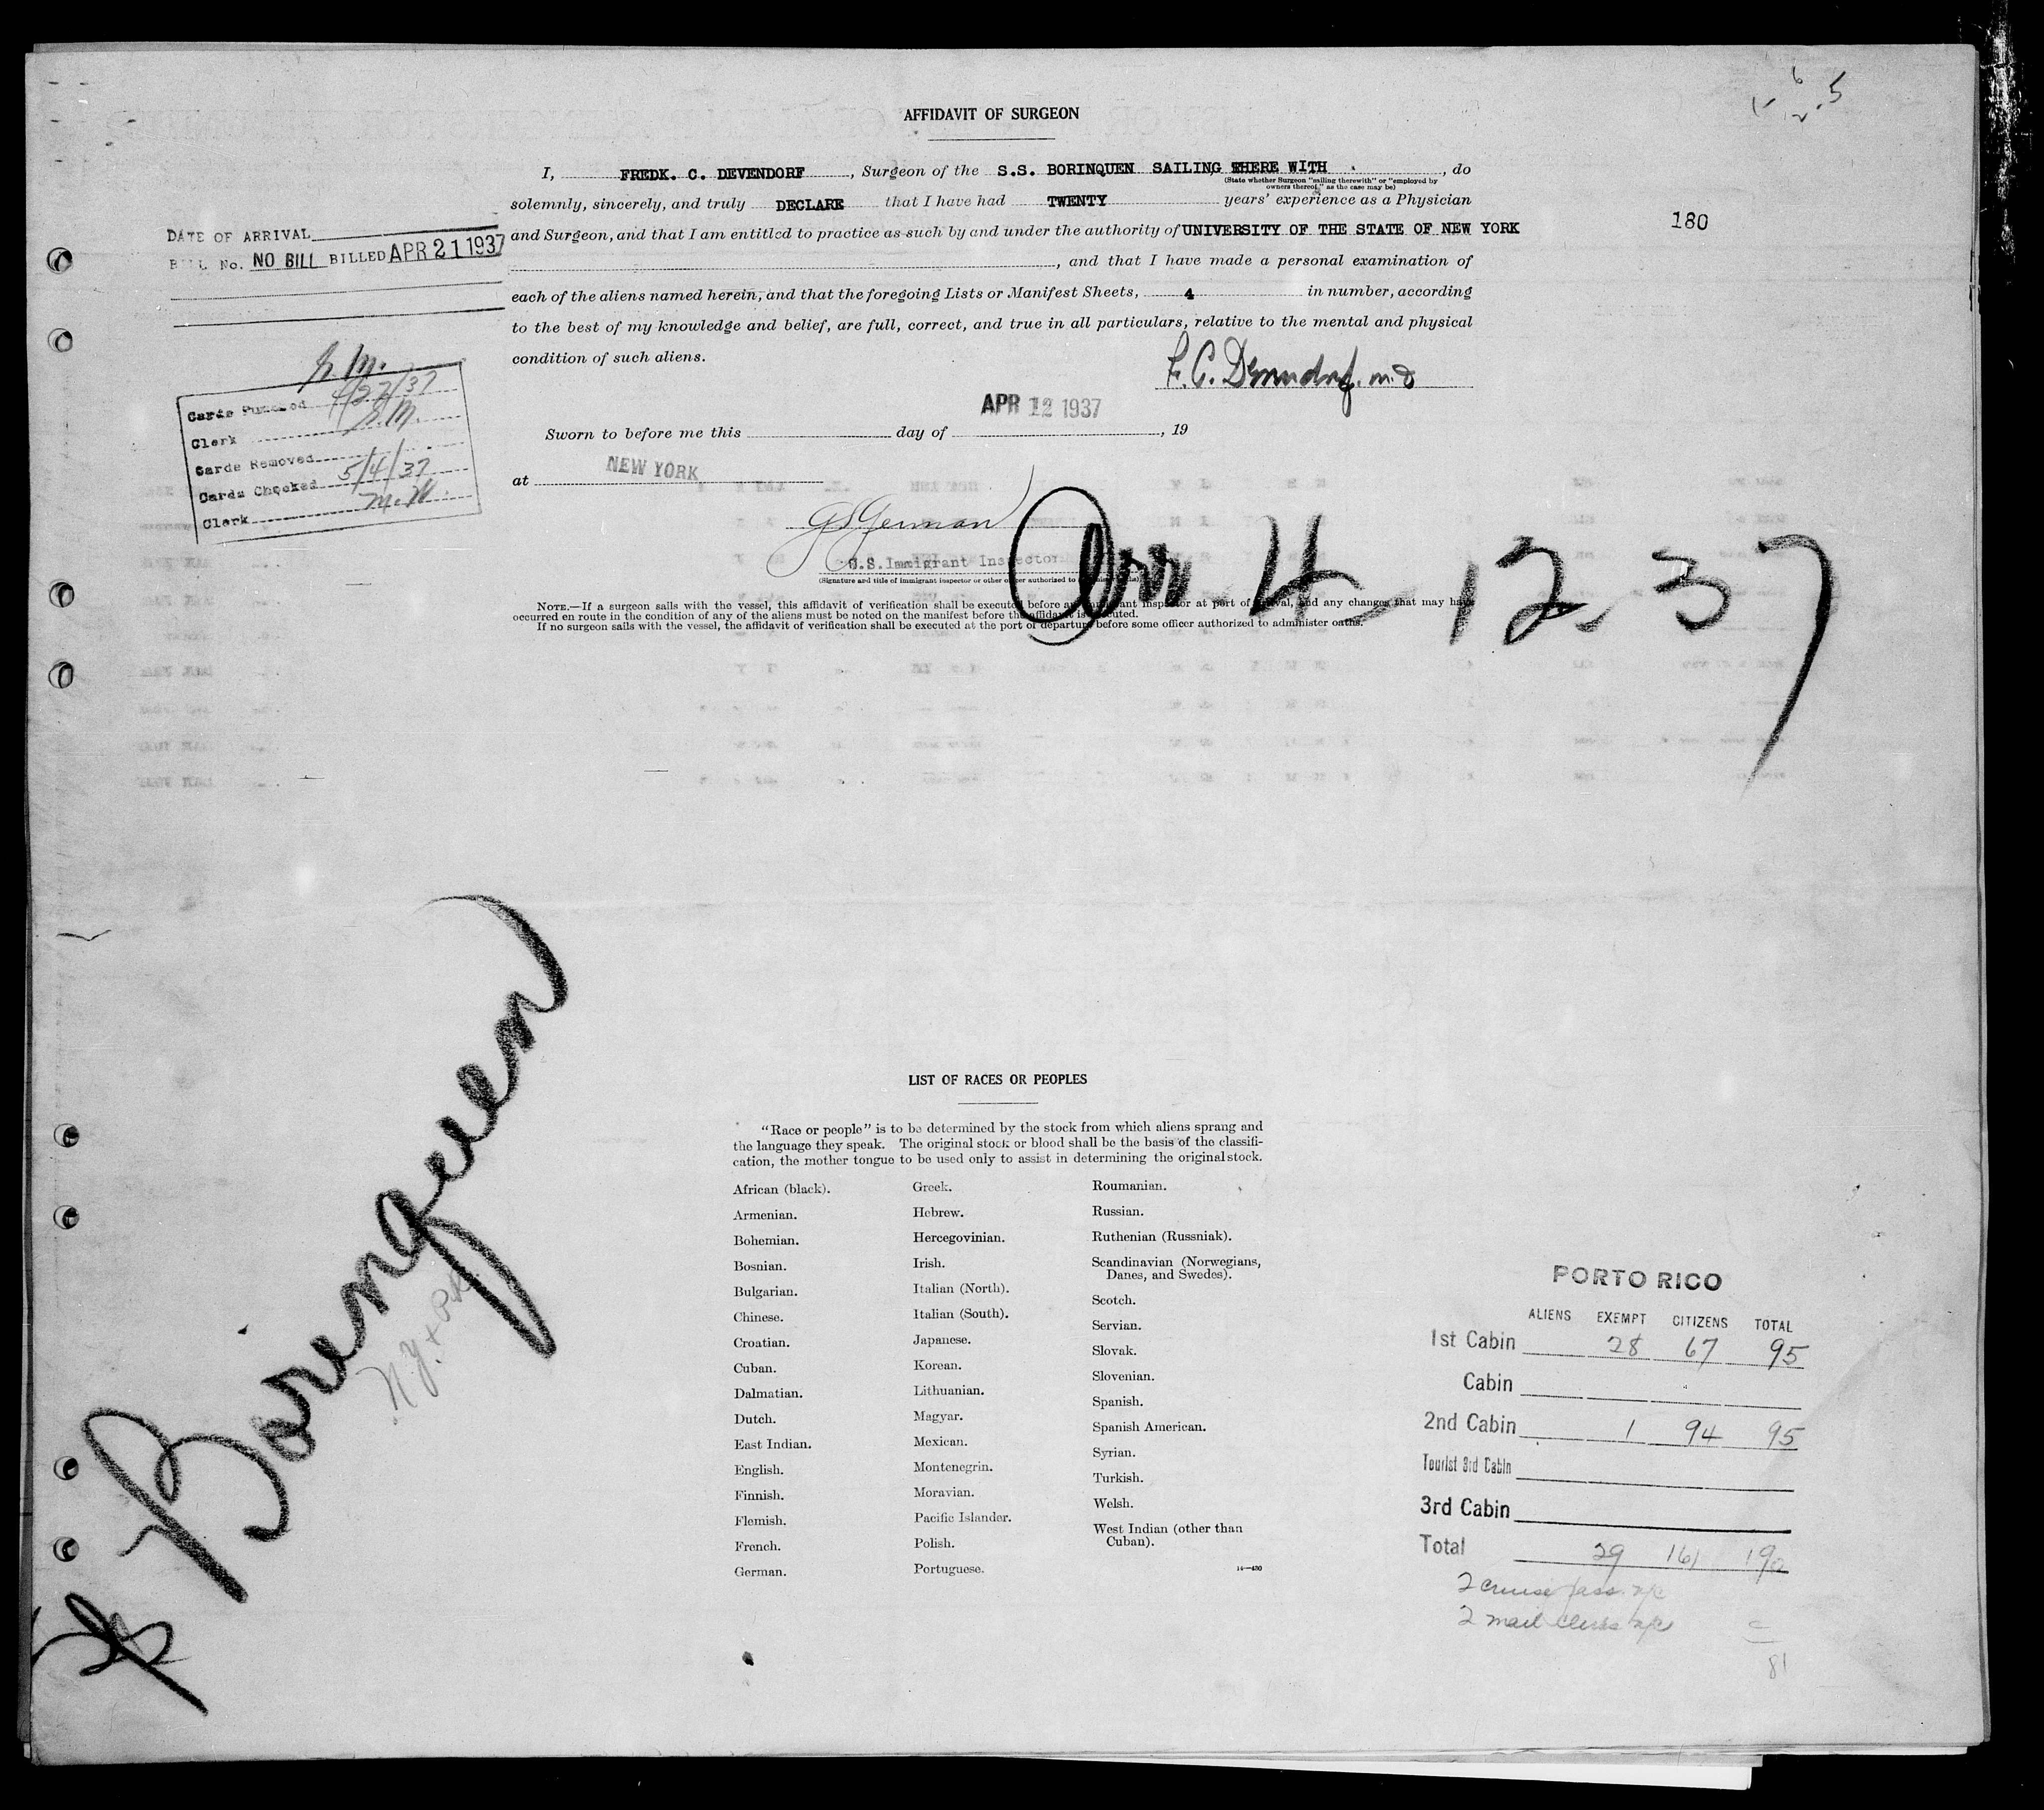 AFFIDAVIT OF SURGEON
I, FREDK. C. DEVENDORF, Surgeon of the S.S. BORINQUEN SAILING THERE WITH, do
(State whether Surgeon "sailing therewith" or "employed by
owners thereof," as the case may be)
solemnly, sincerely, and truly DECLARE that I have had TWENTY years' experience as a Physician
and Surgeon, and that I am entitled to practice as such by and under the authority of UNIVERSITY OF THE STATE OF NEW YORK
, and that I have made a personal examination of
each of the aliens named herein, and that the foregoing Lists or Manifest Sheets, 4 in number, according
to the best of my knowledge and belief, are full, correct, and true in all particulars, relative to the mental and physical
condition of such aliens.
F. C. Devendorf. M.D
APR 12 1937
Sworn to before me this day of , 19
at NEW YORK
G S German
U.S. Immigrant Inspector
(Signature and title of immigrant inspector or other officer authorized to administer oaths)
NOTE.—If a surgeon sails with the vessel, this affidavit of verification shall be executed before an immigrant inspector at port of arrival, and any changes that may have
occurred en route in the condition of any of the aliens must be noted on the manifest before the affidavit is executed.
If no surgeon sails with the vessel, the affidavit of verification shall be executed at the port of departure before some officer authorized to administer oaths.
180
DATE OF ARRIVAL
BILL No. NO BILL BILLED APR 21 1937
Cards Punched 4/27/37
Clerk
Cards Removed
Cards Checked 5/4/37
Clerk M.W.
Arr 4-12-37
Borinquen
LIST OF RACES OR PEOPLES
"Race or people" is to be determined by the stock from which aliens sprang and
the language they speak. The original stock or blood shall be the basis of the classifi-
cation, the mother tongue to be used only to assist in determining the original stock.
African (black).
Armenian.
Bohemian.
Bosnian.
Bulgarian.
Chinese.
Croatian.
Cuban.
Dalmatian.
Dutch.
East Indian.
English.
Finnish.
Flemish.
French.
German.
Greek.
Hebrew.
Hercegovinian.
Irish.
Italian (North).
Italian (South).
Japanese.
Korean.
Lithuanian.
Magyar.
Mexican.
Montenegrin.
Moravian.
Pacific Islander.
Polish.
Portuguese.
Roumanian.
Russian.
Ruthenian (Russniak).
Scandinavian (Norwegians,
Danes, and Swedes).
Scotch.
Servian.
Slovak.
Slovenian.
Spanish.
Spanish American.
Syrian.
Turkish.
Welsh.
West Indian (other than
Cuban).
14—430
PORTO RICO
ALIENS EXEMPT CITIZENS TOTAL
1st Cabin 28 67 95
Cabin
2nd Cabin 1 94 95
Tourist 3rd Cabin
3rd Cabin
Total 29 161 190
2 cruise pass.
2 mail clerks
81